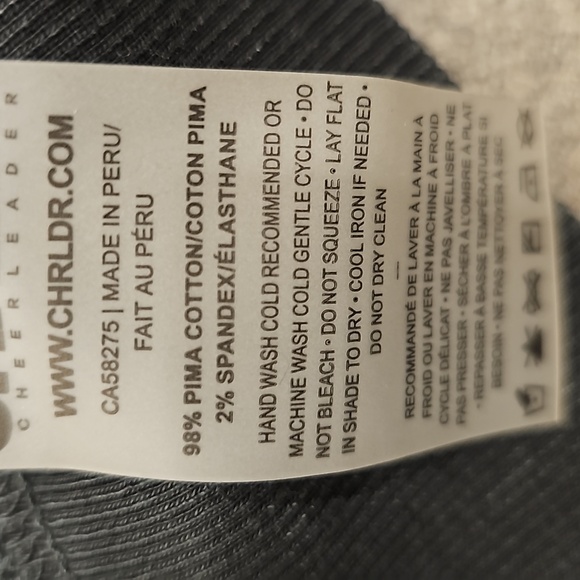 CHEERLEADER
WWW.CHRLDR.COM
CA58275 | MADE IN PERU/
FAIT AU PÉRU
98% PIMA COTTON/COTON PIMA
2% SPANDEX/ÉLASTHANE
HAND WASH COLD RECOMMENDED OR
MACHINE WASH COLD GENTLE CYCLE • DO
NOT BLEACH • DO NOT SQUEEZE • LAY FLAT
IN SHADE TO DRY • COOL IRON IF NEEDED •
DO NOT DRY CLEAN
—
RECOMMANDÉ DE LAVER À LA MAIN À
FROID OU LAVER EN MACHINE À FROID
CYCLE DÉLICAT • NE PAS JAVELLISER • NE
PAS PRESSER • SÉCHER À L'OMBRE À PLAT
• REPASSER À BASSE TEMPÉRATURE SI
BESOIN • NE PAS NETTOYER À SEC